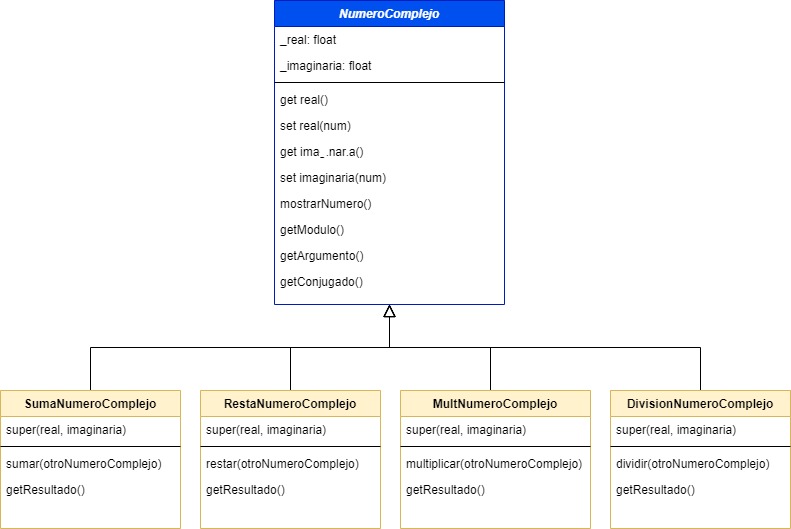 NumeroComplejo
_real: float
_imaginaria: float
get real()
set real(num)
get ima_.nar.a()
set imaginaria(num)
mostrarNumero()
getModulo()
getArgumento()
getConjugado()
SumaNumeroComplejo
super(real, imaginaria)
sumar(otroNumeroComplejo)
getResultado()
RestaNumeroComplejo
super(real, imaginaria)
restar(otroNumeroComplejo)
getResultado()
MultNumeroComplejo
super(real, imaginaria)
multiplicar(otroNumeroComplejo)
getResultado()
DivisionNumeroComplejo
super(real, imaginaria)
dividir(otroNumeroComplejo)
getResultado()